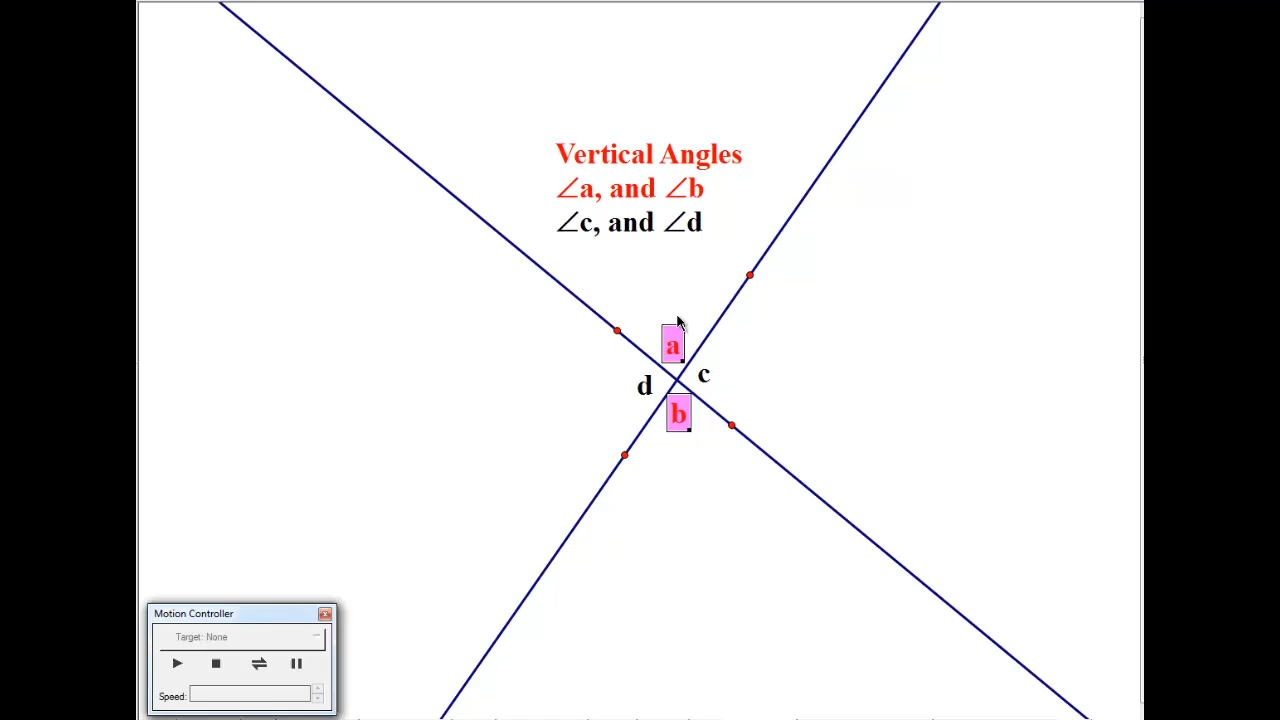 Vertical Angles
∠a, and ∠b
∠c, and ∠d
a
d
c
b
Motion Controller
Target: None
Speed: